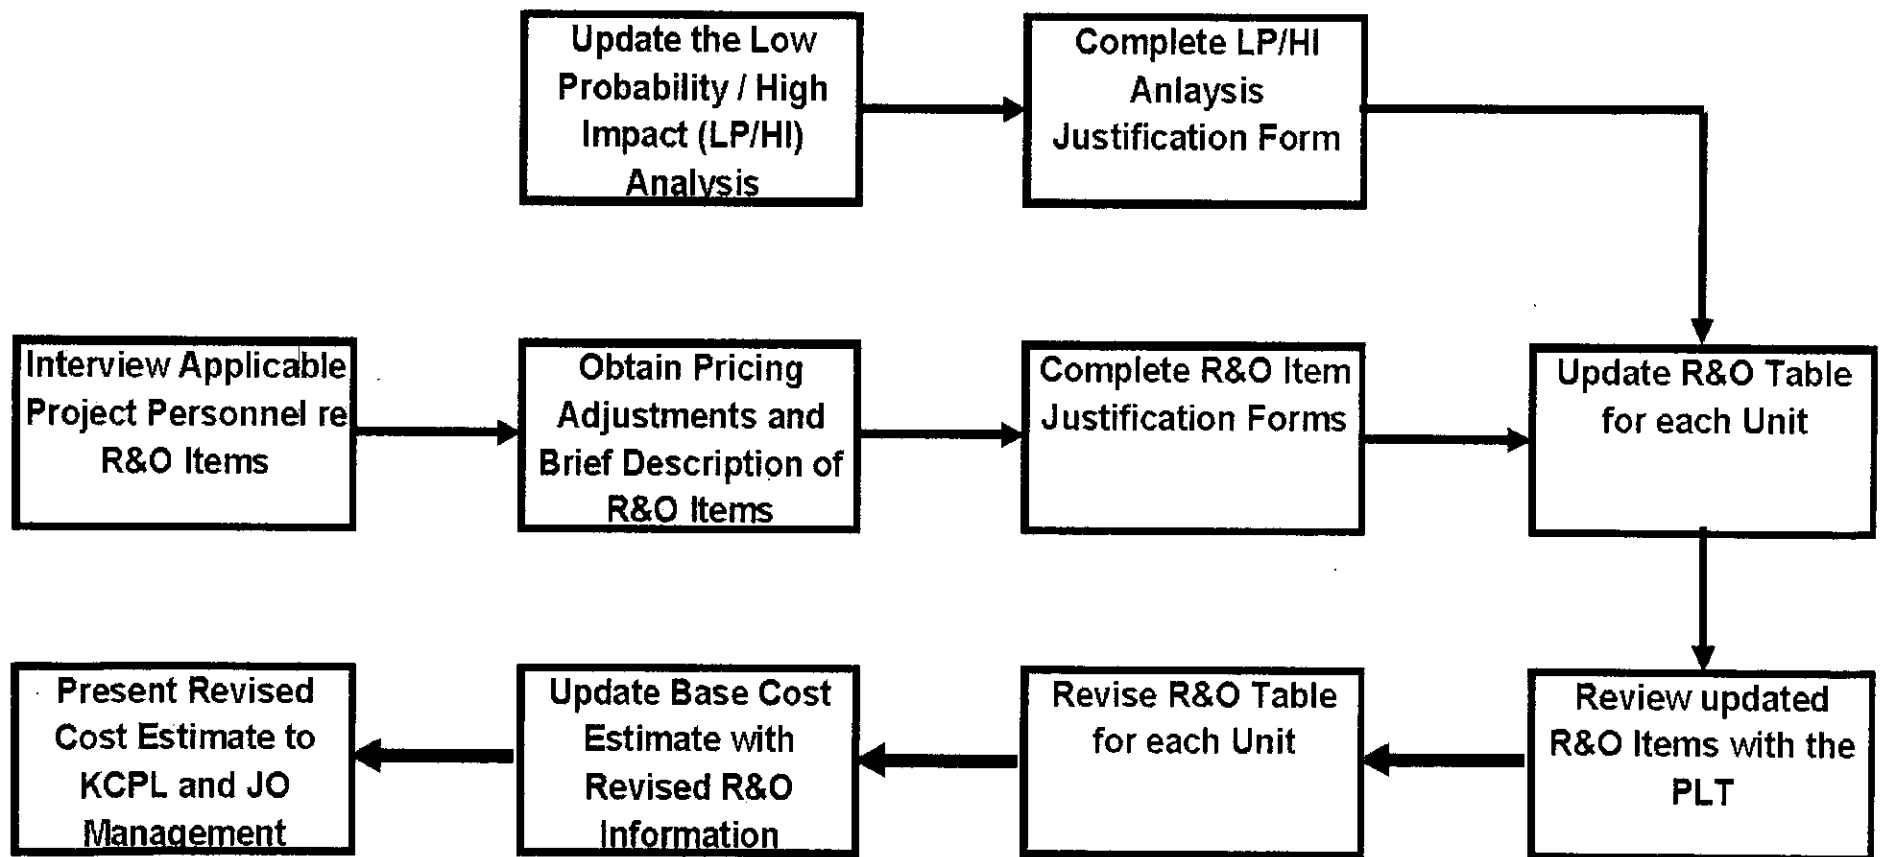 Update the Low
Probability / High
Impact (LP/HI)
Analysis
Complete LP/HI
Anlaysis
Justification Form
Interview Applicable
Project Personnel re
R&O Items
Obtain Pricing
Adjustments and
Brief Description of
R&O Items
Complete R&O Item
Justification Forms
Update R&O Table
for each Unit
Present Revised
Cost Estimate to
KCPL and JO
Management
Update Base Cost
Estimate with
Revised R&O
Information
Revise R&O Table
for each Unit
Review updated
R&O Items with the
PLT